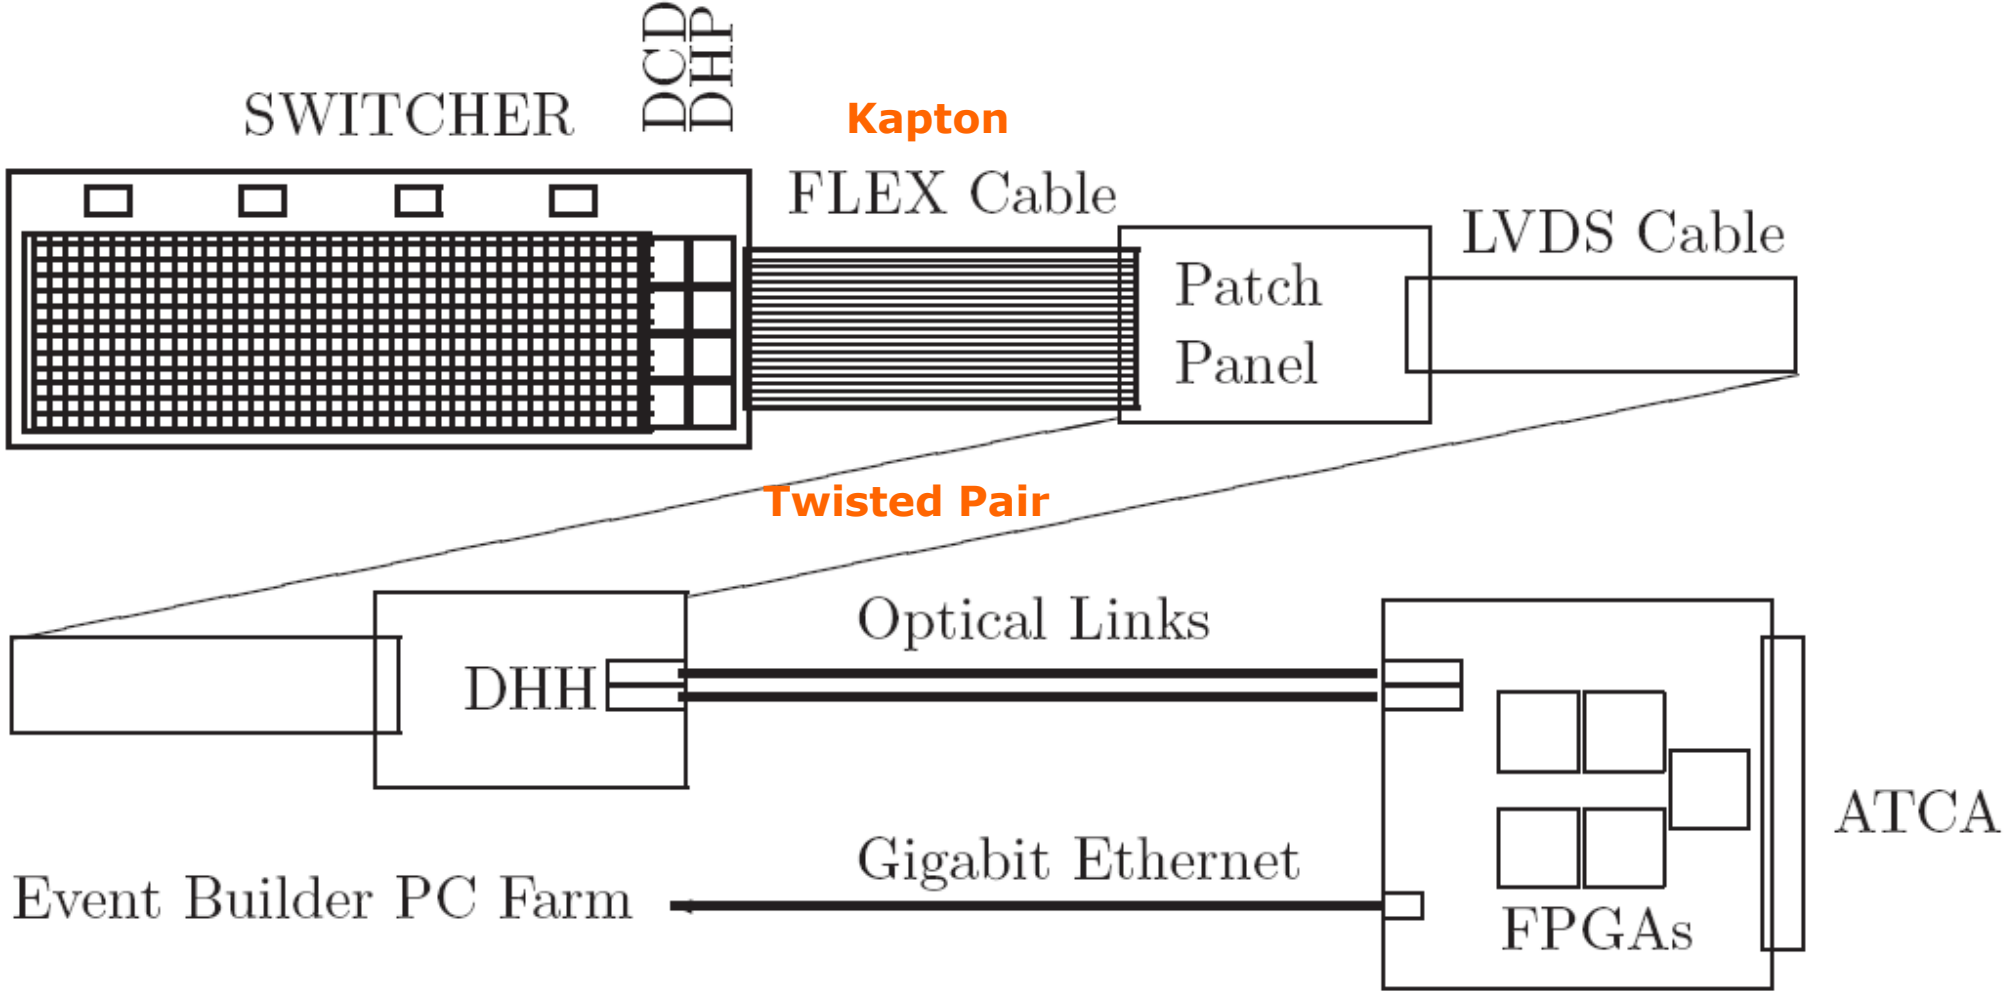 DCD
DHP
SWITCHER
Kapton
FLEX Cable
LVDS Cable
Patch
Panel
Twisted Pair
Optical Links
DHH
ATCA
Gigabit Ethernet
Event Builder PC Farm
FPGAs